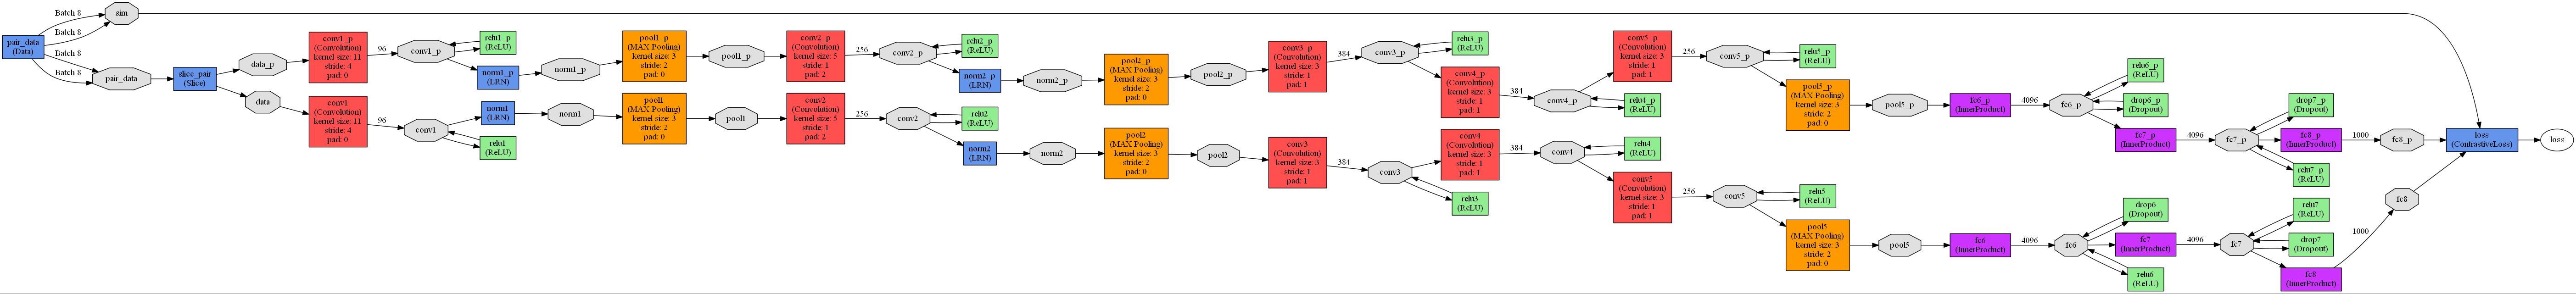 Batch 8
Batch 8
Batch 8
Batch 8
pair_data
(Data)
sim
pair_data
slice_pair
(Slice)
data_p
conv1_p
(Convolution)
kernel size: 11
stride: 4
pad: 0
96
conv1_p
relu1_p
(ReLU)
norm1_p
(LRN)
norm1_p
pool1_p
(MAX Pooling)
kernel size: 3
stride: 2
pad: 0
pool1_p
conv2_p
(Convolution)
kernel size: 5
stride: 1
pad: 2
256
conv2_p
relu2_p
(ReLU)
norm2_p
(LRN)
norm2_p
pool2_p
(MAX Pooling)
kernel size: 3
stride: 2
pad: 0
pool2_p
conv3_p
(Convolution)
kernel size: 3
stride: 1
pad: 1
384
conv3_p
relu3_p
(ReLU)
conv4_p
(Convolution)
kernel size: 3
stride: 1
pad: 1
384
conv4_p
relu4_p
(ReLU)
conv5_p
(Convolution)
kernel size: 3
stride: 1
pad: 1
256
conv5_p
relu5_p
(ReLU)
pool5_p
(MAX Pooling)
kernel size: 3
stride: 2
pad: 0
pool5_p
fc6_p
(InnerProduct)
4096
fc6_p
relu6_p
(ReLU)
drop6_p
(Dropout)
fc7_p
(InnerProduct)
4096
fc7_p
drop7_p
(Dropout)
fc8_p
(InnerProduct)
relu7_p
(ReLU)
1000
fc8_p
loss
(ContrastiveLoss)
loss
data
conv1
(Convolution)
kernel size: 11
stride: 4
pad: 0
96
conv1
norm1
(LRN)
relu1
(ReLU)
norm1
pool1
(MAX Pooling)
kernel size: 3
stride: 2
pad: 0
pool1
conv2
(Convolution)
kernel size: 5
stride: 1
pad: 2
256
conv2
relu2
(ReLU)
norm2
(LRN)
norm2
pool2
(MAX Pooling)
kernel size: 3
stride: 2
pad: 0
pool2
conv3
(Convolution)
kernel size: 3
stride: 1
pad: 1
384
conv3
relu3
(ReLU)
conv4
(Convolution)
kernel size: 3
stride: 1
pad: 1
384
conv4
relu4
(ReLU)
conv5
(Convolution)
kernel size: 3
stride: 1
pad: 1
256
conv5
relu5
(ReLU)
pool5
(MAX Pooling)
kernel size: 3
stride: 2
pad: 0
pool5
fc6
(InnerProduct)
4096
fc6
drop6
(Dropout)
fc7
(InnerProduct)
relu6
(ReLU)
4096
fc7
relu7
(ReLU)
drop7
(Dropout)
fc8
(InnerProduct)
1000
fc8